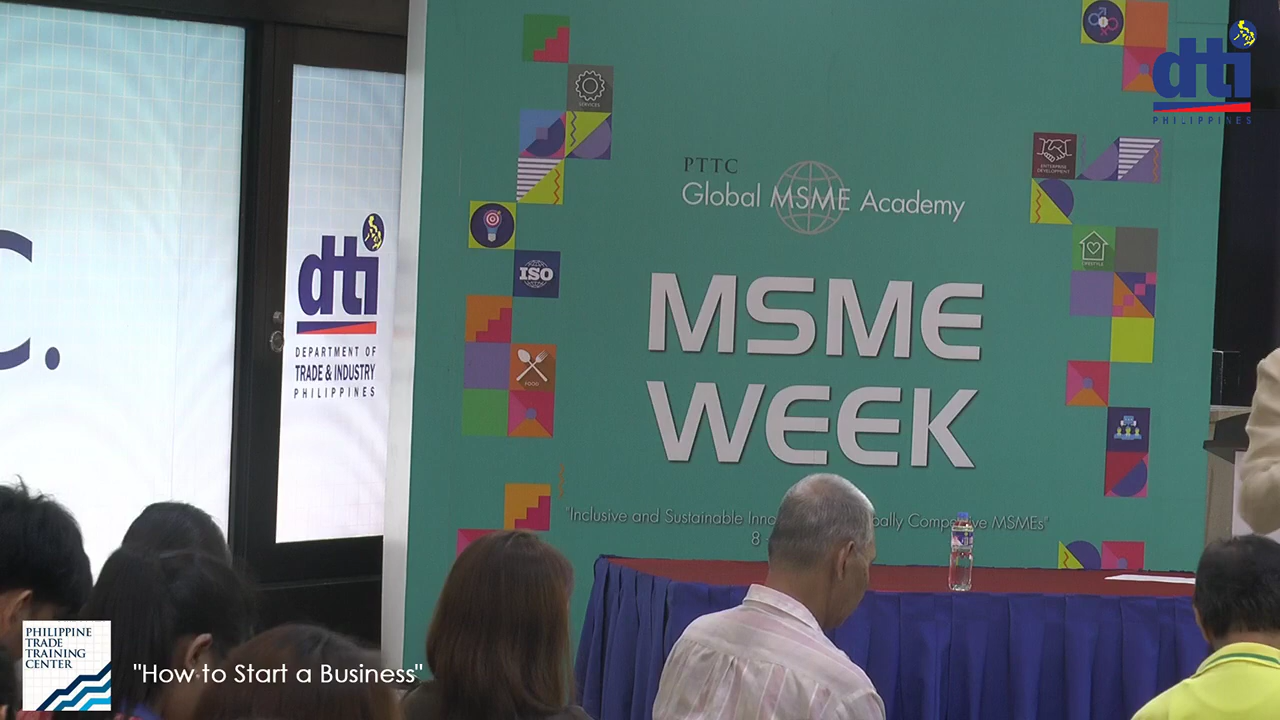 dti
PHILIPPINES
SERVICES
ENTERPRISE
DEVELOPMENT
PTTC
Global MSME Academy
LIFESTYLE
ISO
MSME
WEEK
FOOD
C.
dti
DEPARTMENT OF
TRADE & INDUSTRY
PHILIPPINES
"Inclusive and Sustainable bally Competitive MSMEs"
8
PHILIPPINE
TRADE
TRAINING
CENTER
"How to Start a Business"